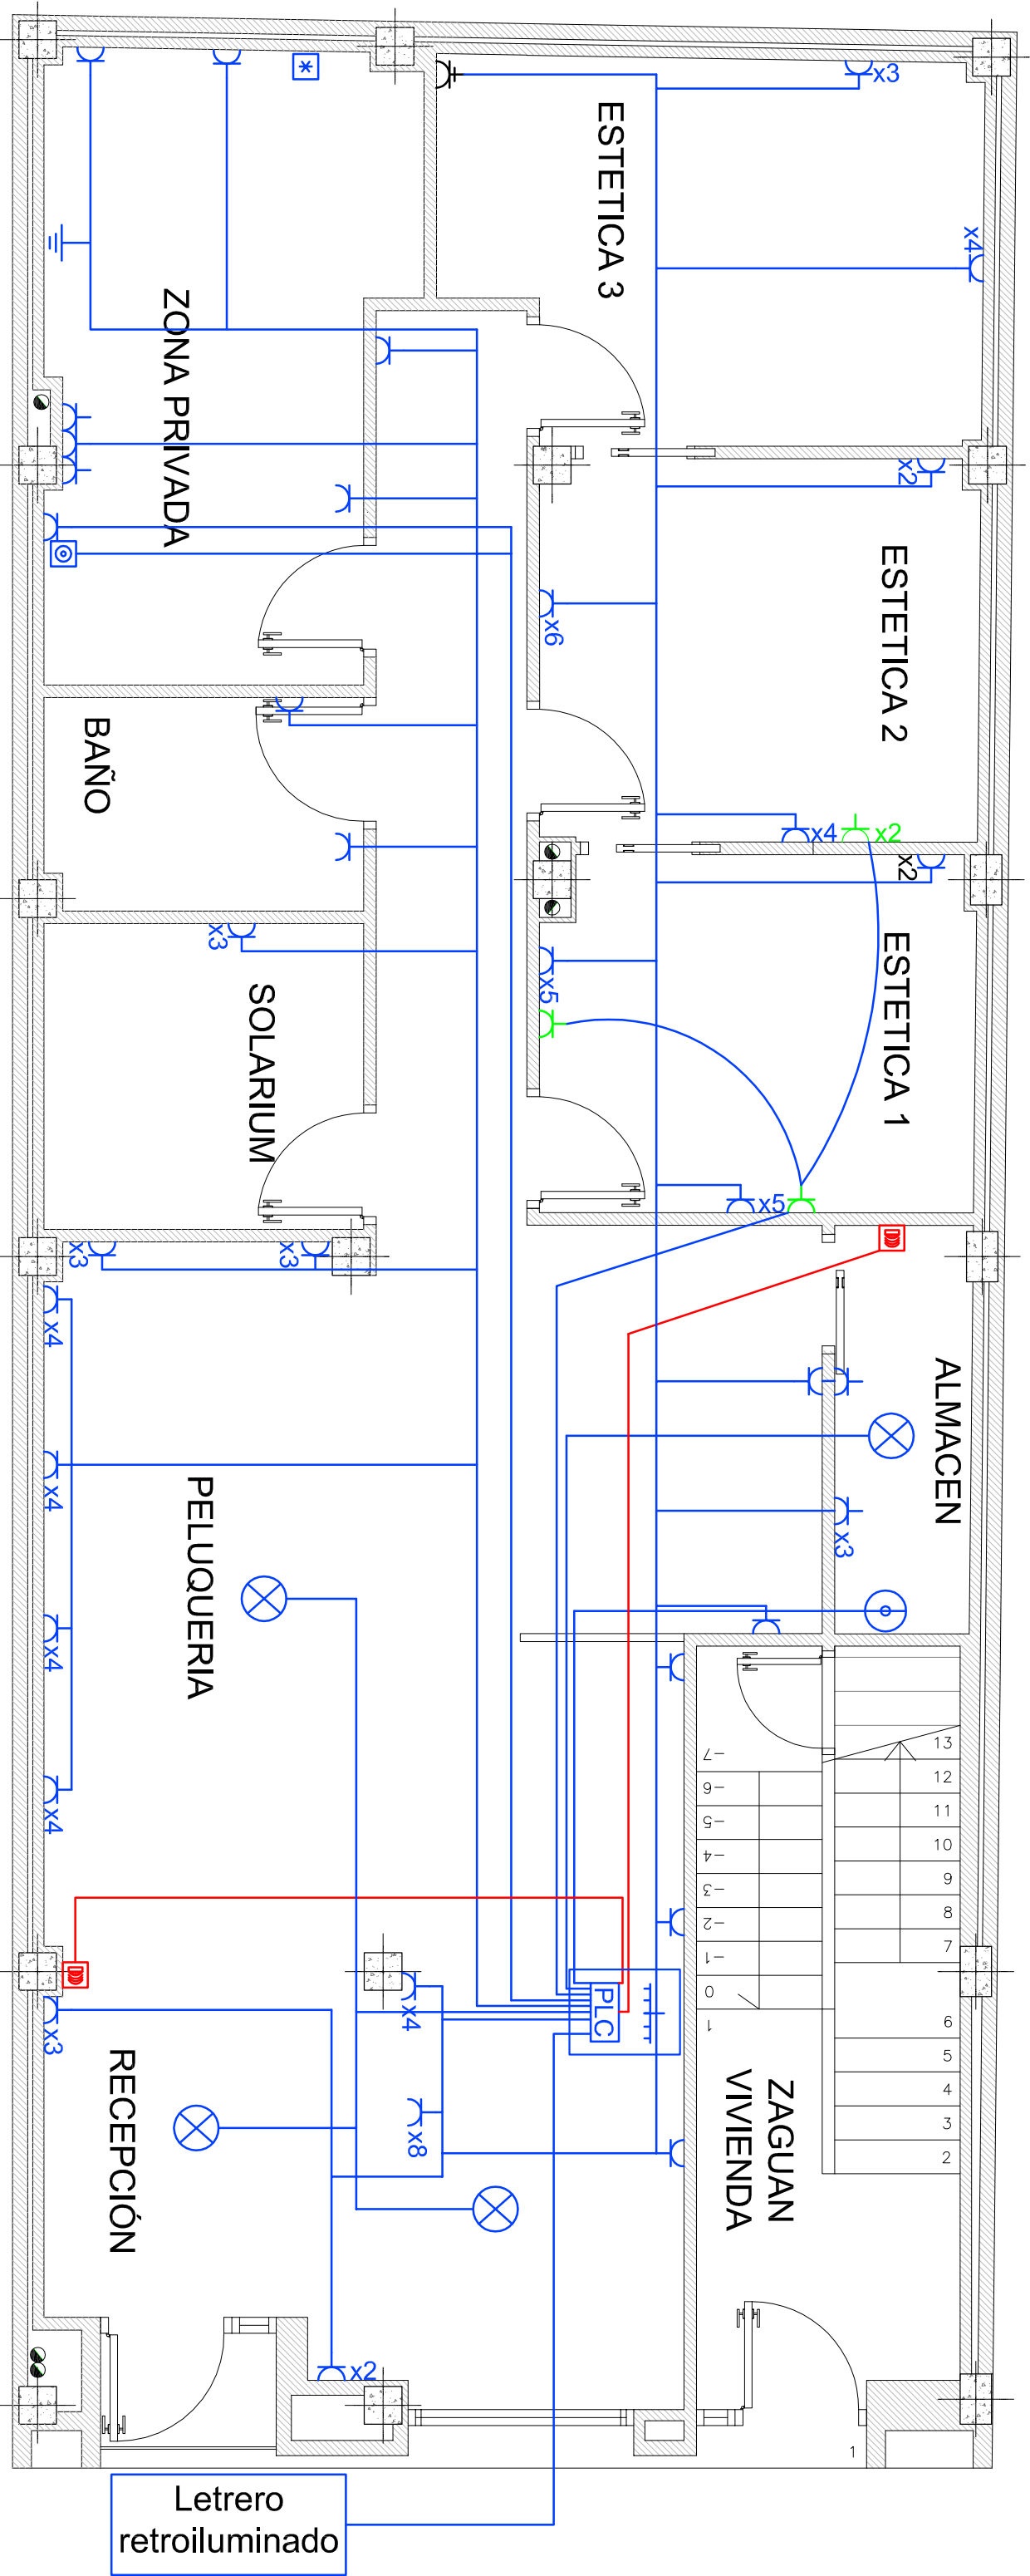 x3
ESTETICA 3
x4
ZONA PRIVADA
x2
ESTETICA 2
x6
BAÑO
x4
x2
x2
ESTETICA 1
x3
x5
SOLARIUM
x5
x3
x3
x4
ALMACEN
x4
PELUQUERIA
x3
x4
x4
13
12
11
10
9
8
7
6
5
4
3
2
-7
-6
-5
-4
-3
-2
-1
0
1
PLC
x4
x3
x8
RECEPCIÓN
ZAGUAN
VIVIENDA
x2
1
Letrero
retroiluminado